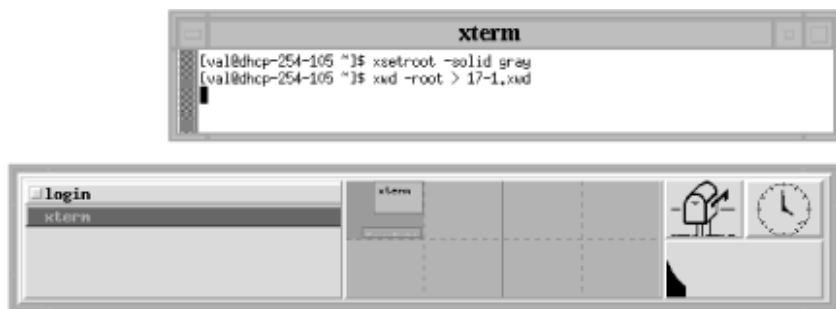 xterm
[val@dhcp-254-105 ~]$ xsetroot -solid gray
[val@dhcp-254-105 ~]$ xwd -root > 17-1.xwd
login
xterm
xterm